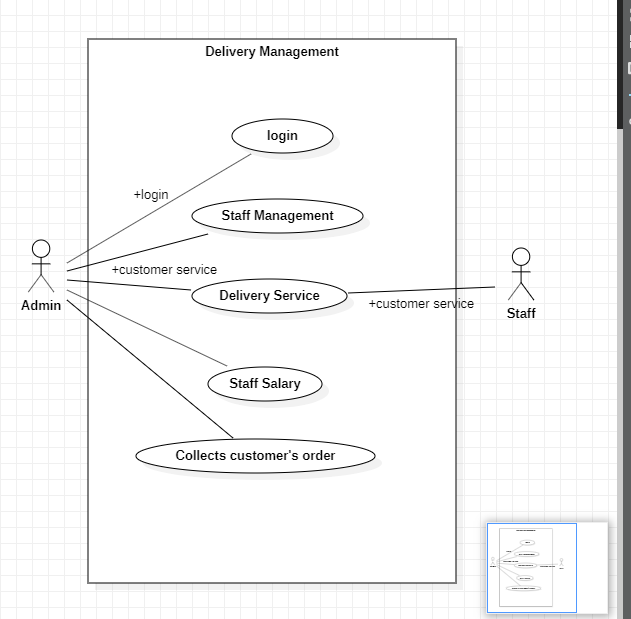 Delivery Management
login
+login
Staff Management
+customer service
Delivery Service
+customer service
Admin
Staff
Staff Salary
Collects customer's order